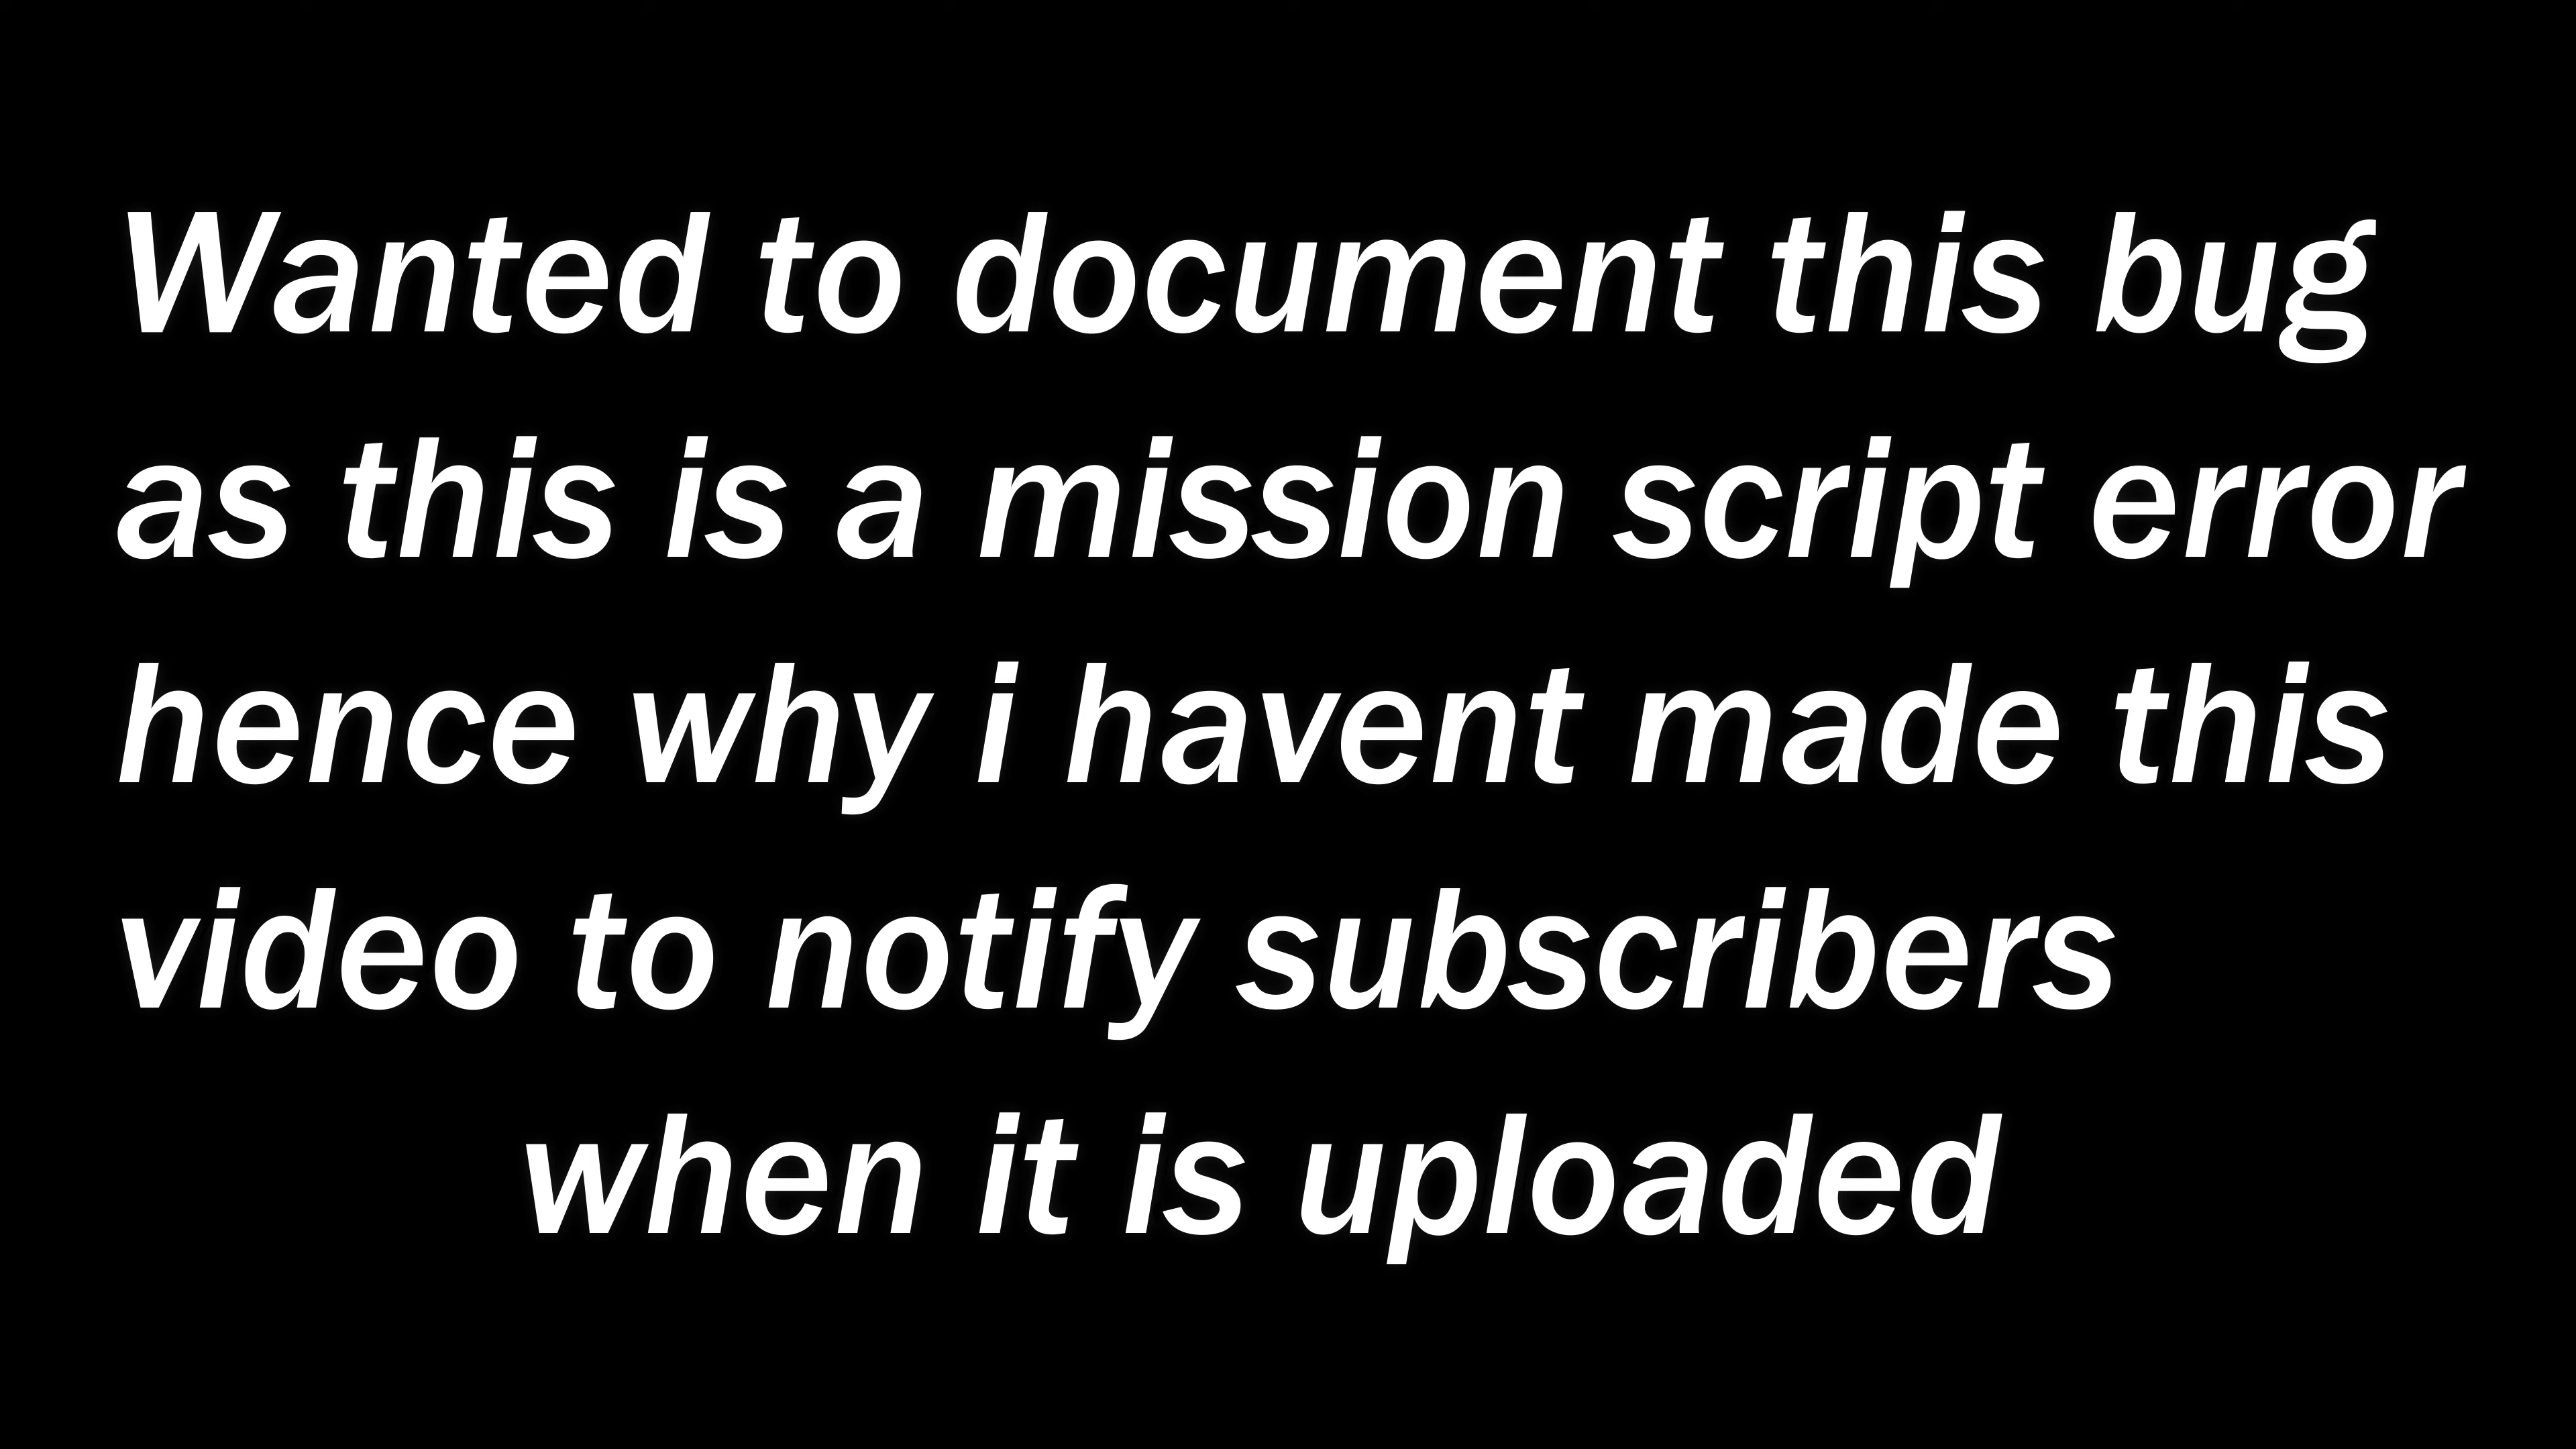 Wanted to document this bug
as this is a mission script error
hence why i havent made this
video to notify subscribers
when it is uploaded